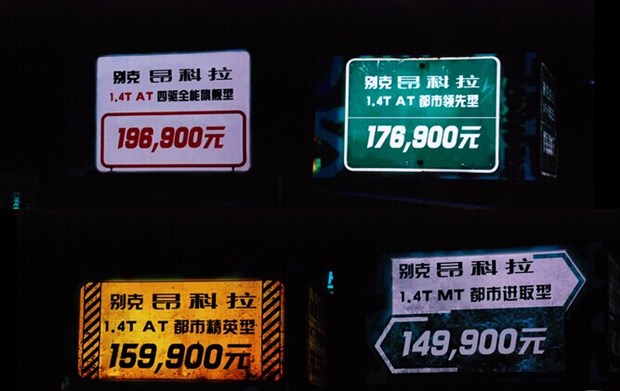 别克 昂科拉
1.4T AT 四驱全能旗舰型
196,900元
别克 昂科拉
1.4T AT 都市领先型
176,900元
别克 昂科拉
1.4T AT 都市精英型
159,900元
别克 昂科拉
1.4T MT 都市进取型
149,900元